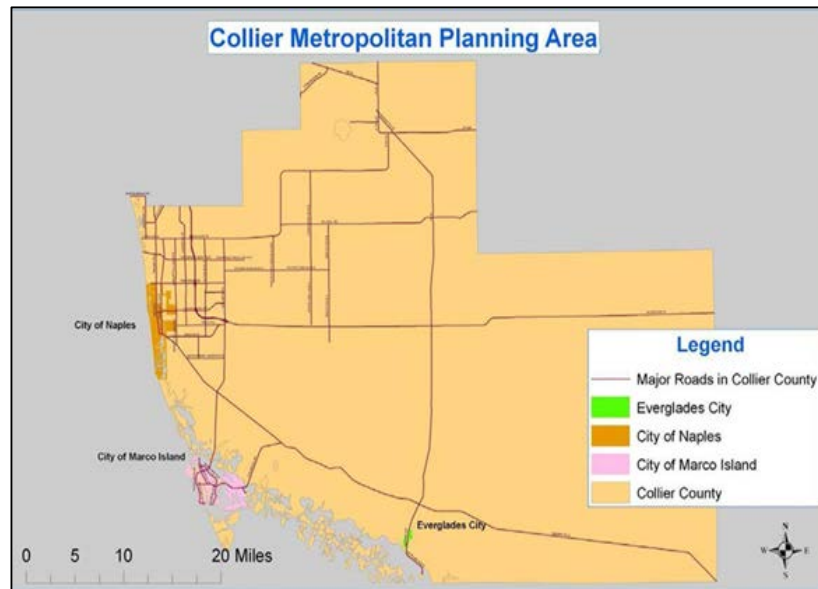 Collier Metropolitan Planning Area
City of Naples
City of Marco Island
Everglades City
Legend
Major Roads in Collier County
Everglades City
City of Naples
City of Marco Island
Collier County
N
W E
S
0 5 10 20 Miles